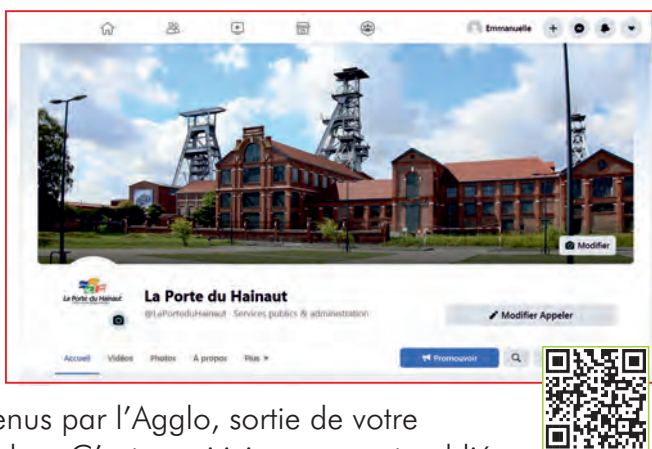 Emmanuelle
Modifier
La Porte du Hainaut
La Porte du Hainaut
@LaPorteduHainaut · Services publics & administration
Modifier Appeler
Accueil Vidéos Photos À propos Plus
Promouvoir
enus par l'Agglo, sortie de votre